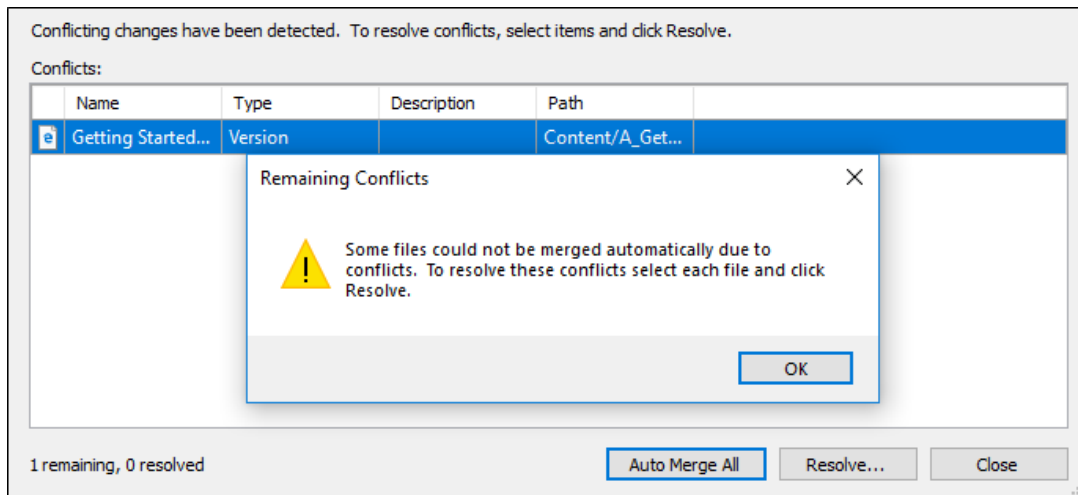 Conflicting changes have been detected. To resolve conflicts, select items and click Resolve.
Conflicts:
Name Type Description Path
Getting Started... Version Content/A_Get...
Remaining Conflicts
Some files could not be merged automatically due to
conflicts. To resolve these conflicts select each file and click
Resolve.
OK
1 remaining, 0 resolved Auto Merge All Resolve... Close